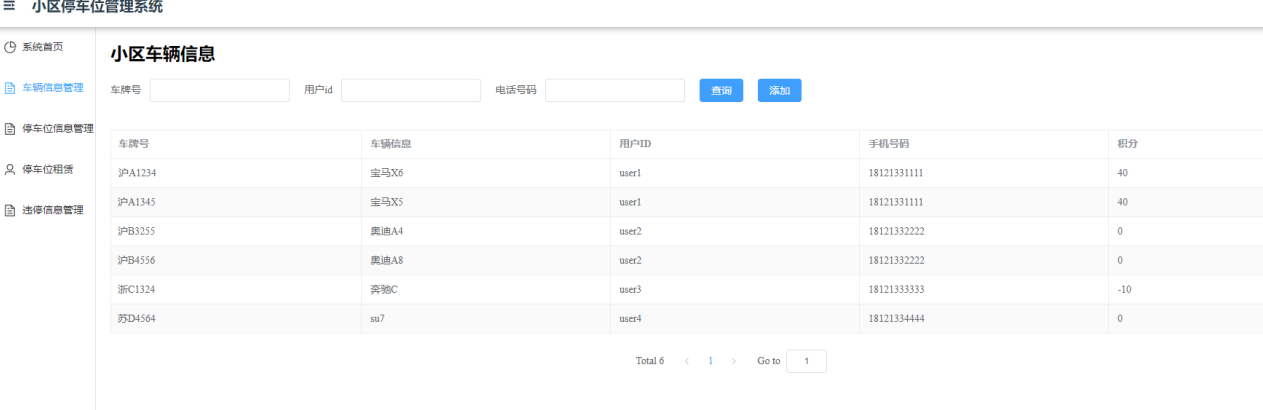 小区停车位管理系统
系统首页
车辆信息管理
停车位信息管理
停车位租赁
违停信息管理
小区车辆信息
车牌号 用户id 电话号码 查询 添加
车牌号 车辆信息 用户ID 手机号码 积分
沪A1234 宝马X6 user1 18121331111 40
沪A1345 宝马X5 user1 18121331111 40
沪B3255 奥迪A4 user2 18121332222 0
沪B4556 奥迪A8 user2 18121332222 0
浙C1324 奔驰C user3 18121333333 -10
苏D4564 su7 user4 18121334444 0
Total 6 < 1 > Go to 1